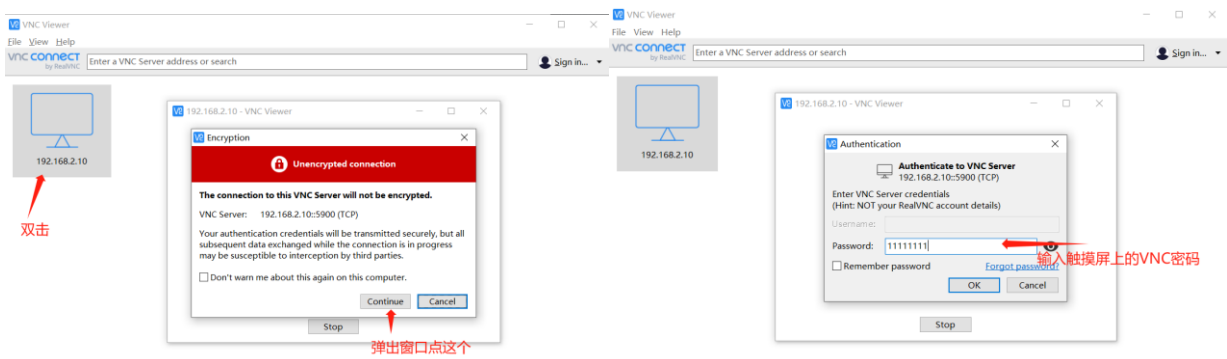 VNC Viewer
File View Help
vnc connect
by RealVNC
Enter a VNC Server address or search
Sign in...
192.168.2.10
双击
192.168.2.10 - VNC Viewer
Encryption
Unencrypted connection
The connection to this VNC Server will not be encrypted.
VNC Server: 192.168.2.10::5900 (TCP)
Your authentication credentials will be transmitted securely, but all
subsequent data exchanged while the connection is in progress
may be susceptible to interception by third parties.
Don't warn me about this again on this computer.
Continue Cancel
Stop
弹出窗口点这个
VNC Viewer
File View Help
vnc connect
by RealVNC
Enter a VNC Server address or search
Sign in...
192.168.2.10
192.168.2.10 - VNC Viewer
Authentication
Authenticate to VNC Server
192.168.2.10::5900 (TCP)
Enter VNC Server credentials
(Hint: NOT your RealVNC account details)
Username:
Password: 11111111
输入触摸屏上的VNC密码
Remember password Forgot password?
OK Cancel
Stop